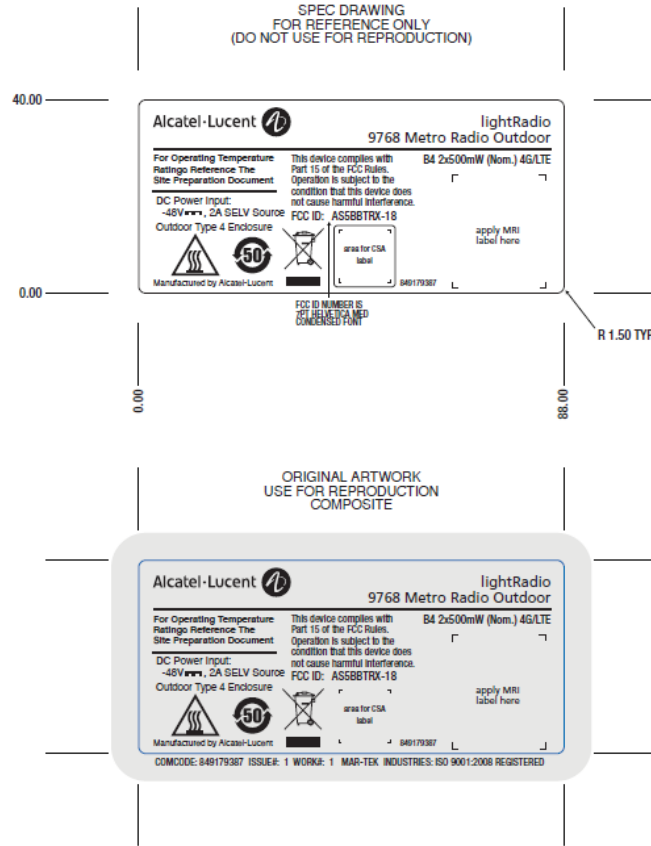 SPEC DRAWING
FOR REFERENCE ONLY
(DO NOT USE FOR REPRODUCTION)
40.00
Alcatel·Lucent
lightRadio
9768 Metro Radio Outdoor
For Operating Temperature
Ratings Reference The
Site Preparation Document
This device complies with
Part 15 of the FCC Rules.
Operation is subject to the
condition that this device does
not cause harmful interference.
B4 2x500mW (Nom.) 4G/LTE
DC Power Input:
-48V , 2A SELV Source
Outdoor Type 4 Enclosure
FCC ID: AS5BBTRX-18
50
area for CSA
label
apply MRI
label here
Manufactured by Alcatel-Lucent
849179387
0.00
FCC ID NUMBER IS
7PT HELVETICA MED
CONDENSED FONT
R 1.50 TYP
0.00
88.00
ORIGINAL ARTWORK
USE FOR REPRODUCTION
COMPOSITE
Alcatel·Lucent
lightRadio
9768 Metro Radio Outdoor
For Operating Temperature
Ratings Reference The
Site Preparation Document
This device complies with
Part 15 of the FCC Rules.
Operation is subject to the
condition that this device does
not cause harmful interference.
B4 2x500mW (Nom.) 4G/LTE
DC Power Input:
-48V , 2A SELV Source
Outdoor Type 4 Enclosure
FCC ID: AS5BBTRX-18
50
area for CSA
label
apply MRI
label here
Manufactured by Alcatel-Lucent
849179387
COMCODE: 849179387 ISSUE#: 1 WORK#: 1 MAR-TEK INDUSTRIES: ISO 9001:2008 REGISTERED